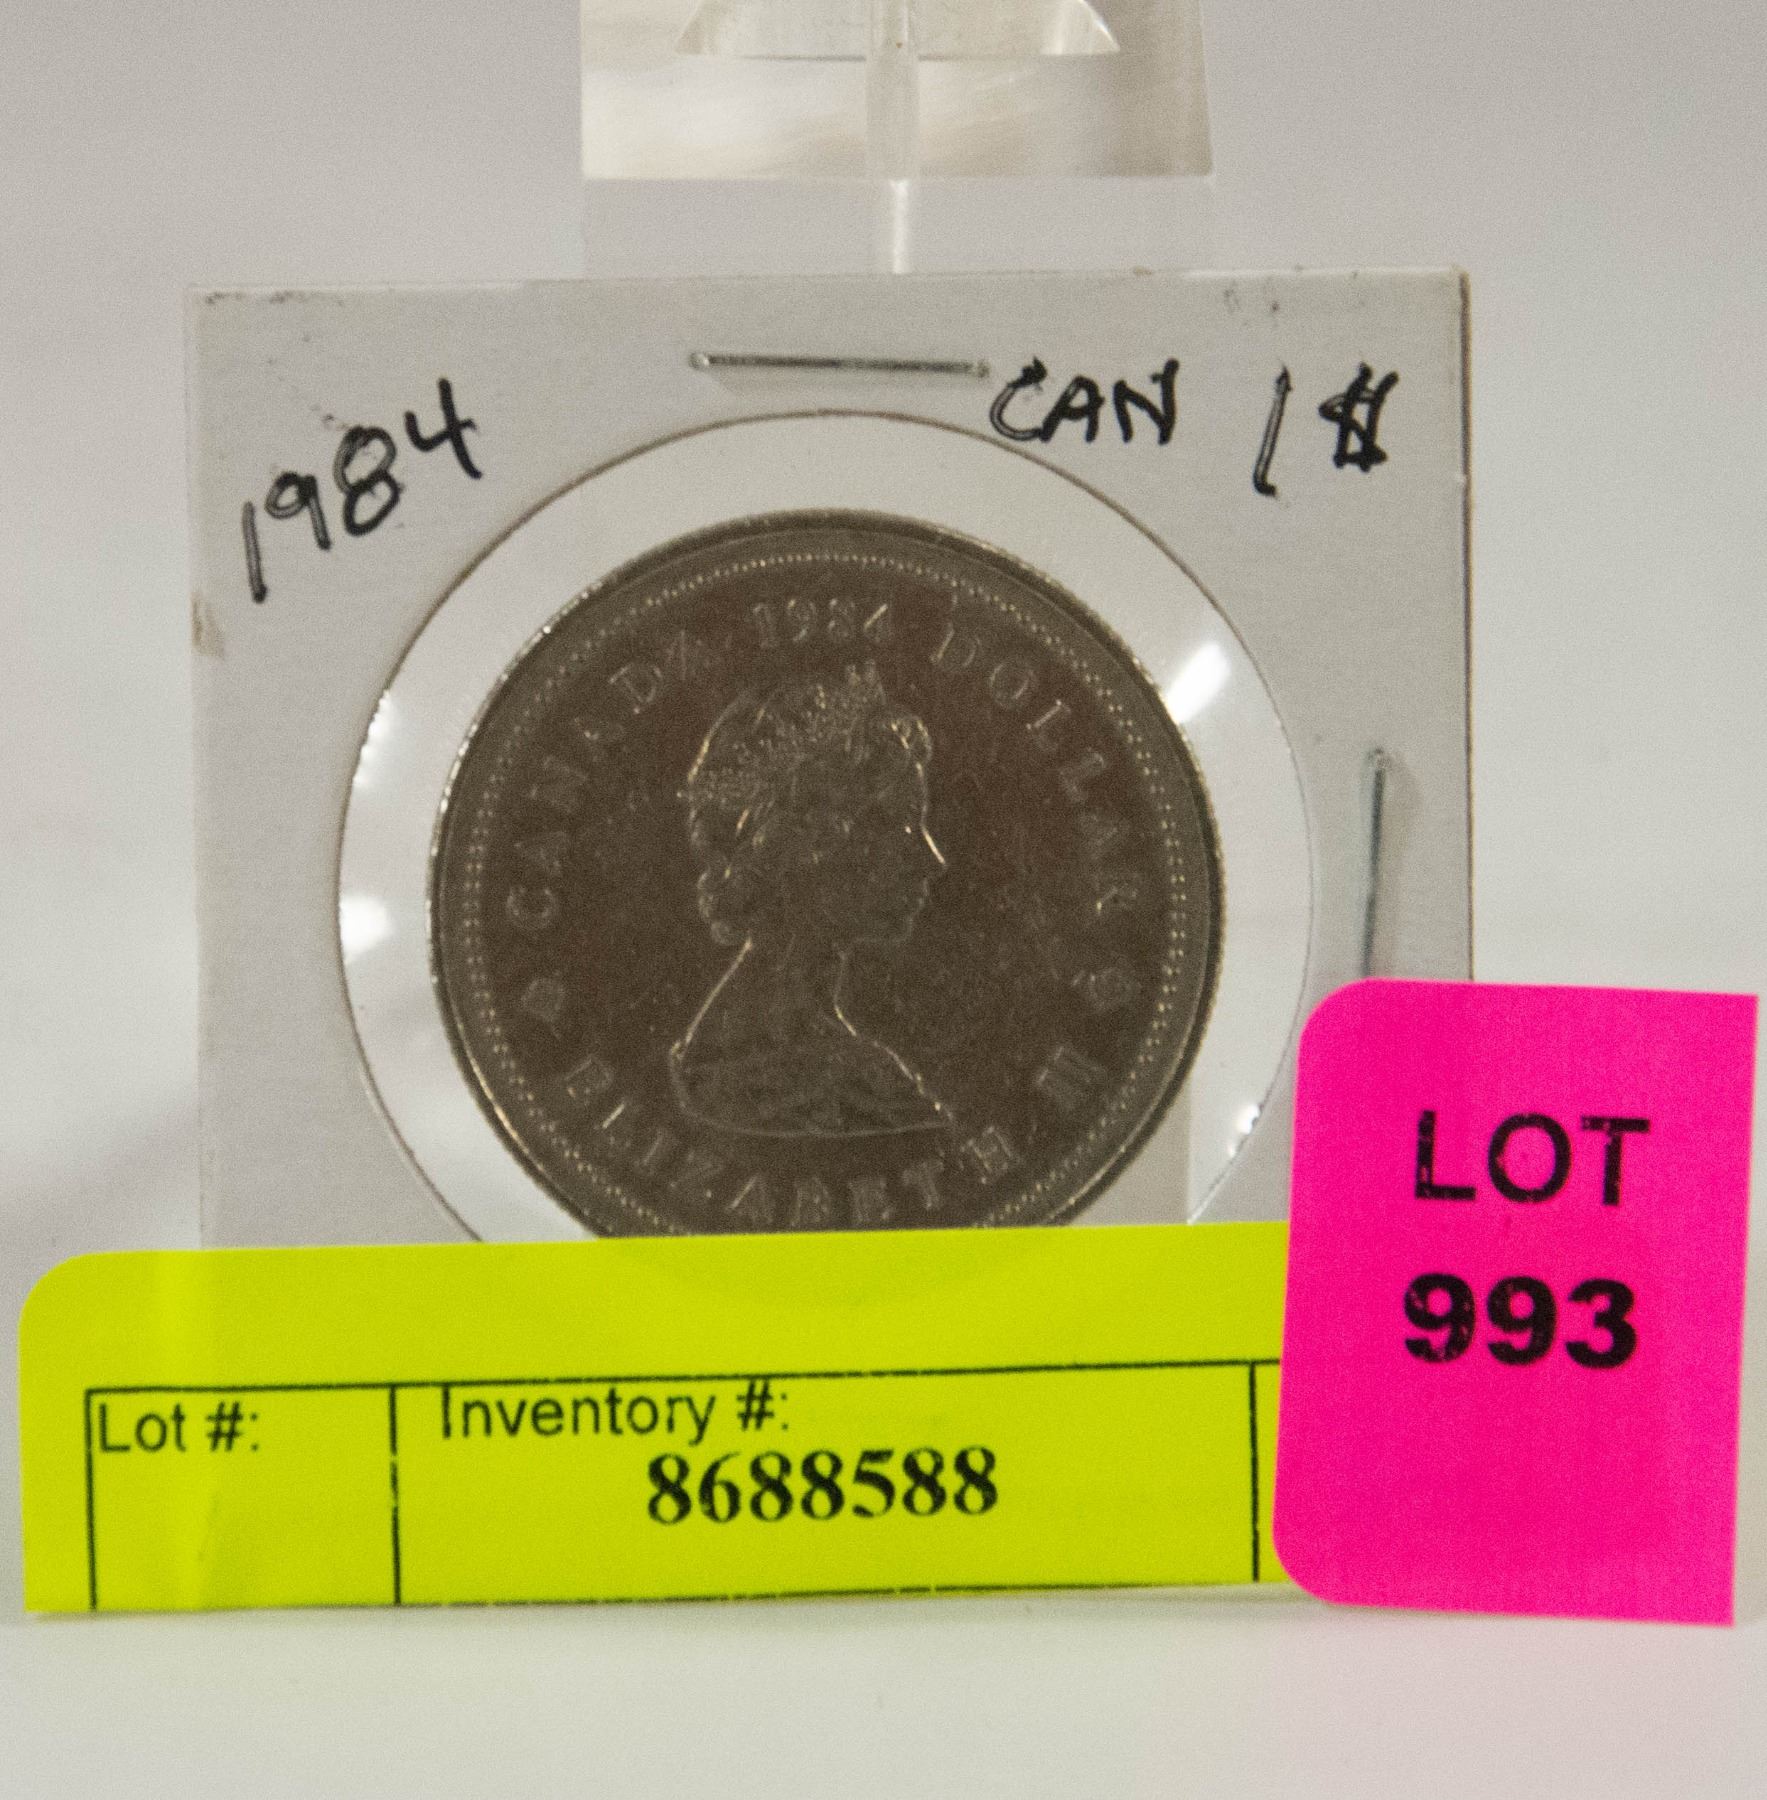 1984
CAN 1$
CANADA 1984 DOLLAR
ELIZABETH II
LOT
993
Lot #:
Inventory #:
8688588